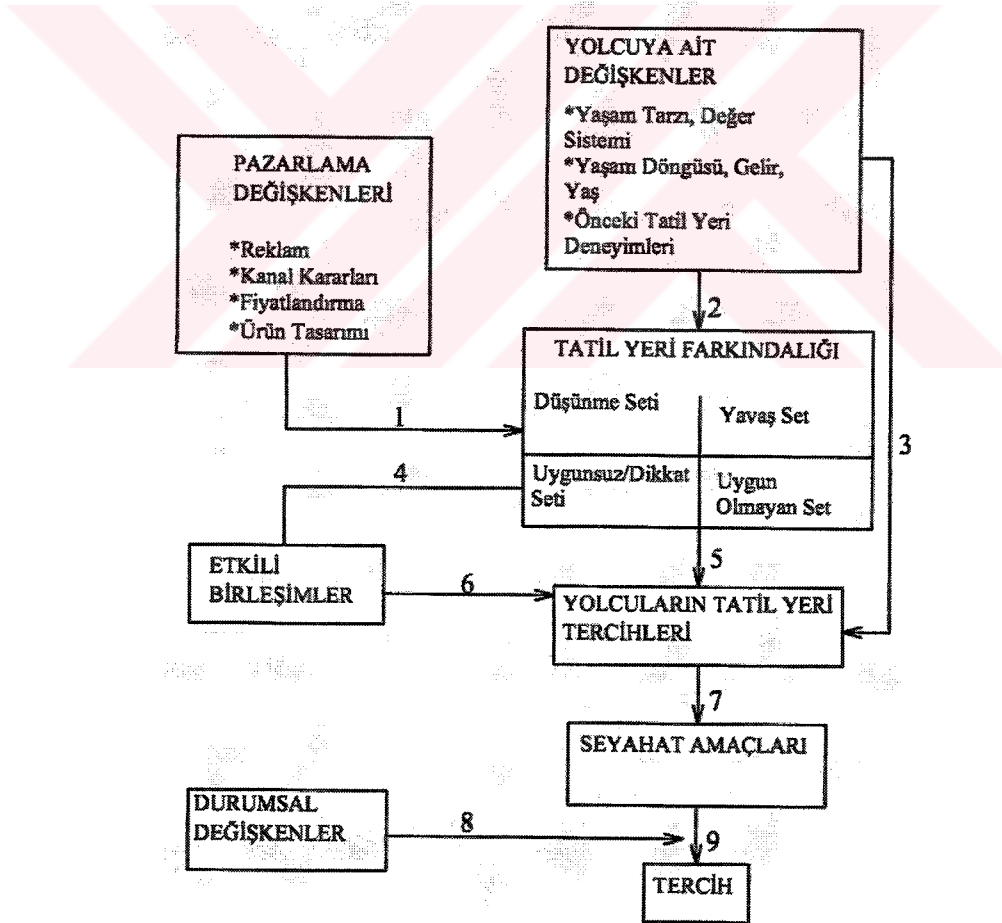 YOLCUYA AİT
DEĞİŞKENLER
*Yaşam Tarzı, Değer
Sistemi
*Yaşam Döngüsü, Gelir,
Yaş
*Önceki Tatil Yeri
Deneyimleri
PAZARLAMA
DEĞİŞKENLERİ
*Reklam
*Kanal Kararları
*Fiyatlandırma
*Ürün Tasarımı
2
TATİL YERİ FARKINDALIĞI
Düşünme Seti
Yavaş Set
1
3
4
Uygunsuz/Dikkat
Seti
Uygun
Olmayan Set
5
ETKİLİ
BİRLEŞİMLER
6
YOLCULARIN TATİL YERİ
TERCİHLERİ
7
SEYAHAT AMAÇLARI
DURUMSAL
DEĞİŞKENLER
8
9
TERCİH